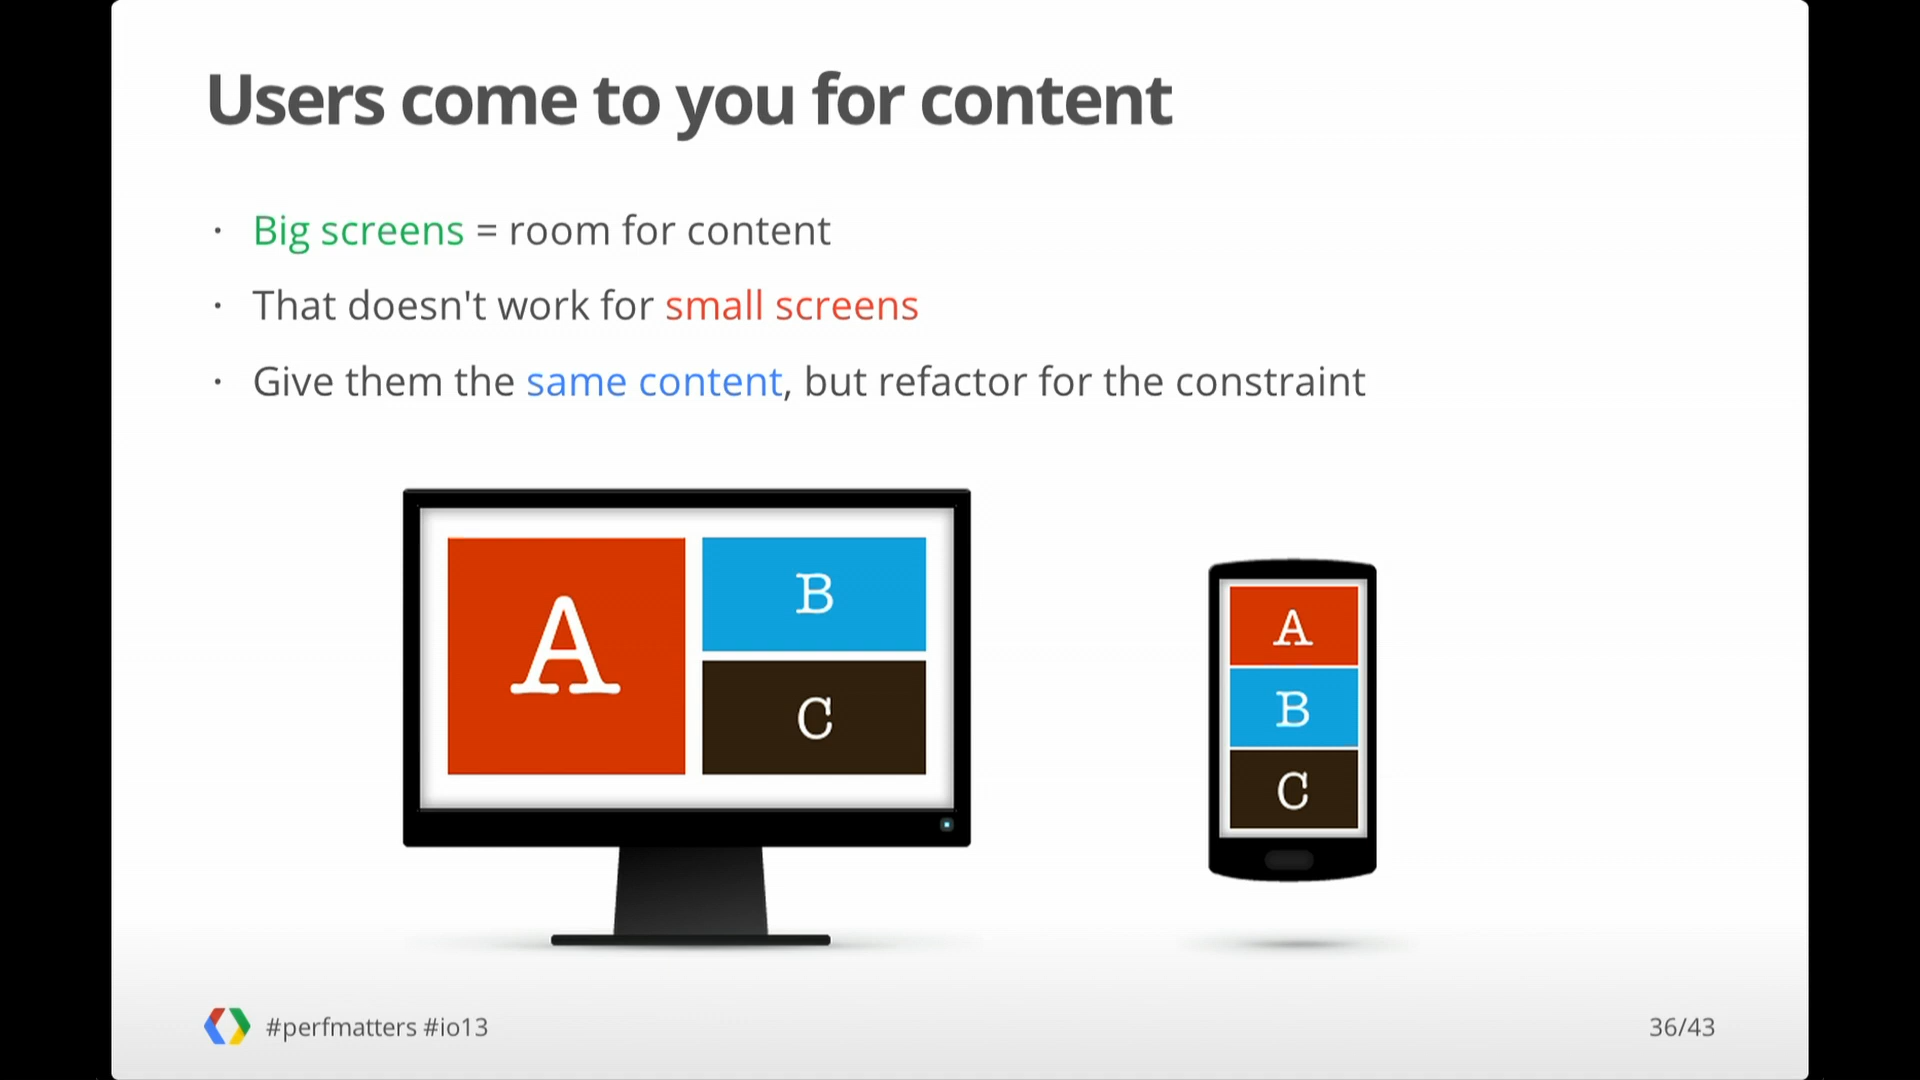 Users come to you for content
· Big screens = room for content
· That doesn't work for small screens
· Give them the same content, but refactor for the constraint
A
B
C
A
B
C
#perfmatters #io13
36/43